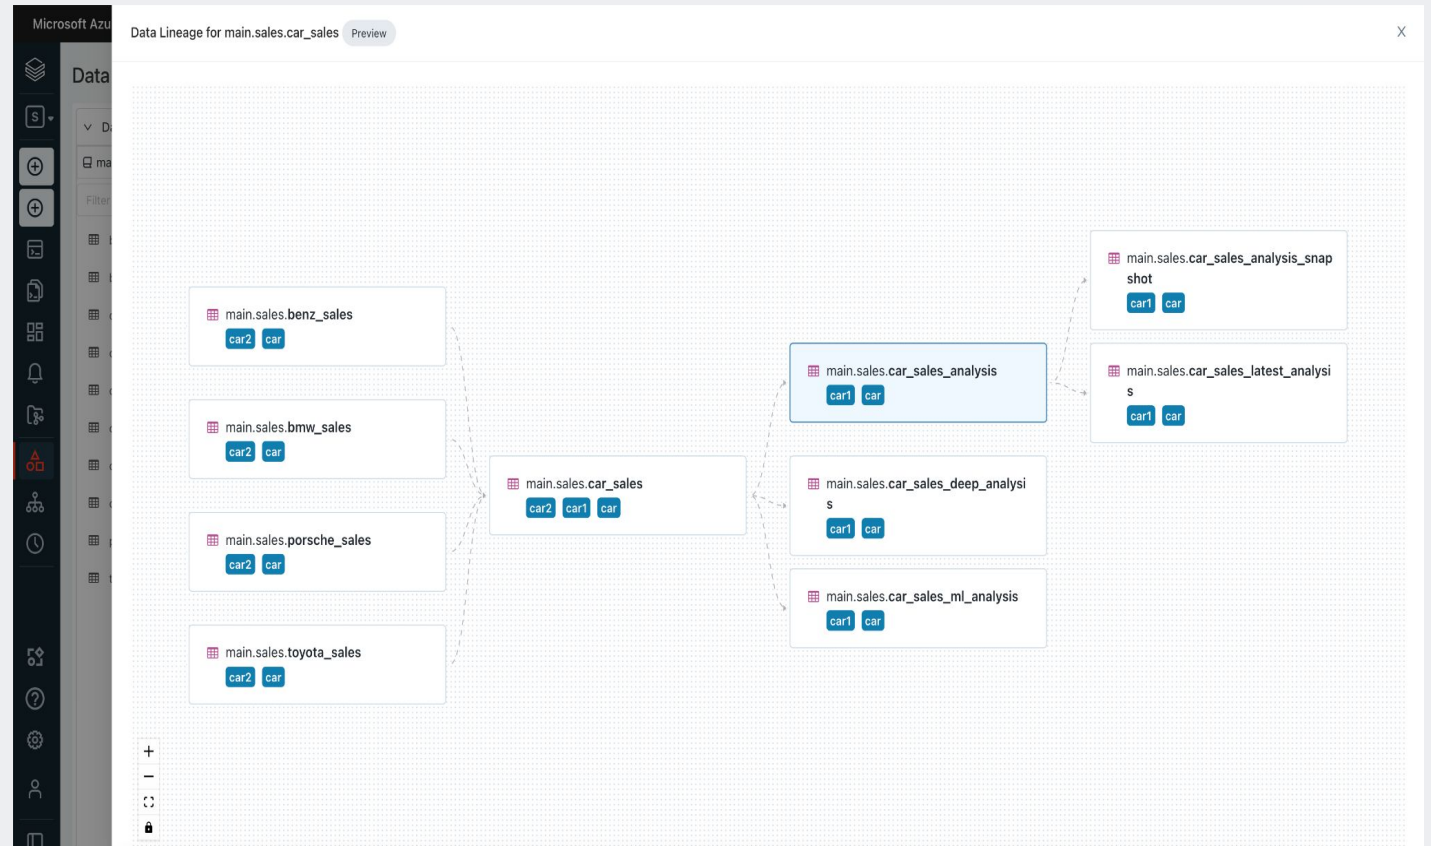 Microsoft Azu
Data Lineage for main.sales.car_sales Preview
X
Data
S
ma
Filter
main.sales.benz_sales
car2 car
main.sales.bmw_sales
car2 car
main.sales.porsche_sales
car2 car
main.sales.toyota_sales
car2 car
main.sales.car_sales
car2 car1 car
main.sales.car_sales_analysis
car1 car
main.sales.car_sales_deep_analysi
s
car1 car
main.sales.car_sales_ml_analysis
car1 car
main.sales.car_sales_analysis_snap
shot
car1 car
main.sales.car_sales_latest_analysi
s
car1 car